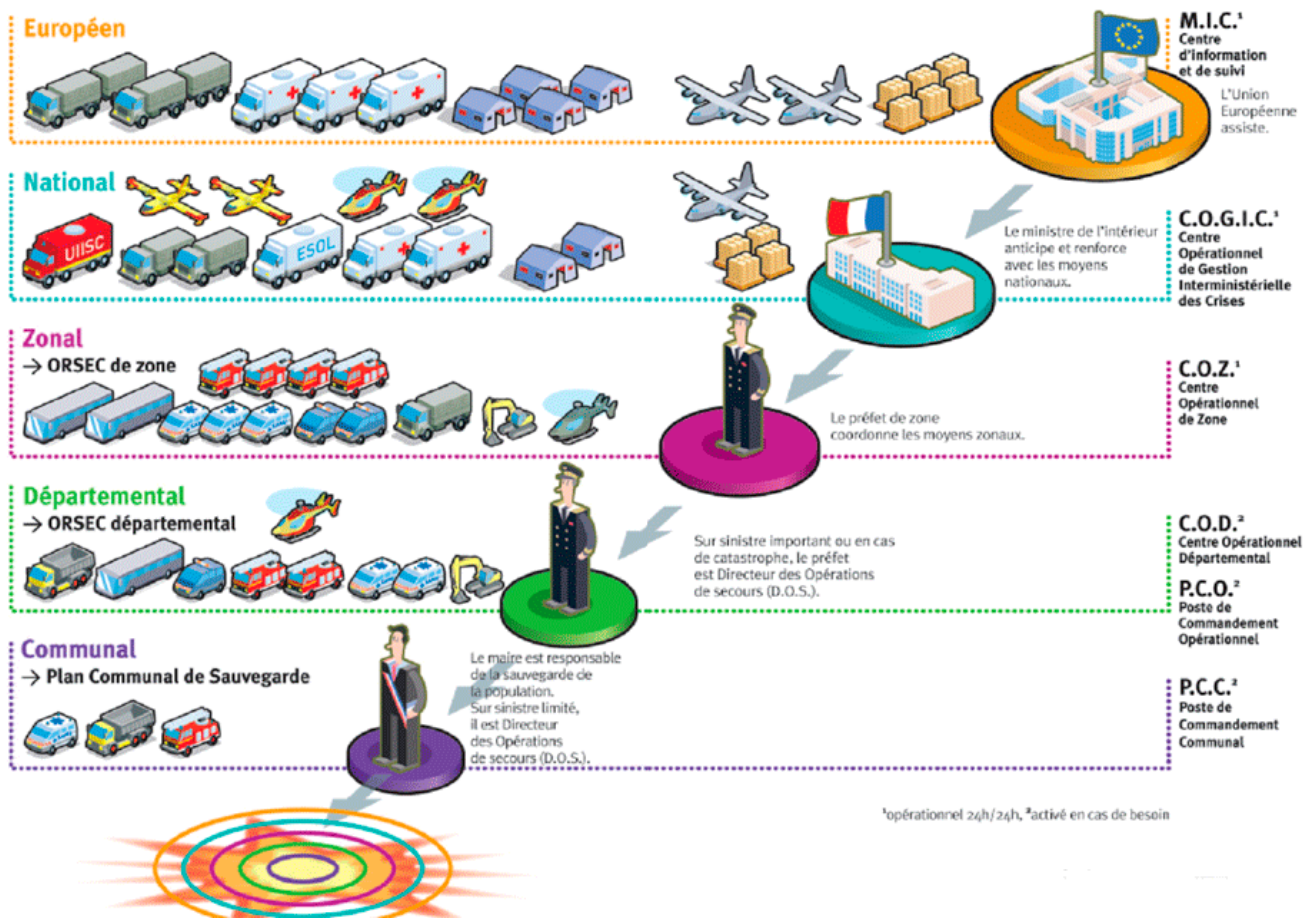 Européen
M.I.C.¹
Centre
d'information
et de suivi
L'Union
Européenne
assiste.
National
UIISC
ESOL
Le ministre de l'intérieur
anticipe et renforce
avec les moyens
nationaux.
C.O.G.I.C.¹
Centre
Opérationnel
de Gestion
Interministérielle
des Crises
Zonal
→ ORSEC de zone
Le préfet de zone
coordonne les moyens zonaux.
C.O.Z.¹
Centre
Opérationnel
de Zone
Départemental
→ ORSEC départemental
Sur sinistre important ou en cas
de catastrophe, le préfet
est Directeur des Opérations
de secours (D.O.S.).
C.O.D.²
Centre Opérationnel
Départemental
P.C.O.²
Poste de
Commandement
Opérationnel
Communal
→ Plan Communal de Sauvegarde
Le maire est responsable
de la sauvegarde de
la population.
Sur sinistre limité,
il est Directeur
des Opérations
de secours (D.O.S.).
P.C.C.²
Poste de
Commandement
Communal
¹opérationnel 24h/24h, ²activé en cas de besoin